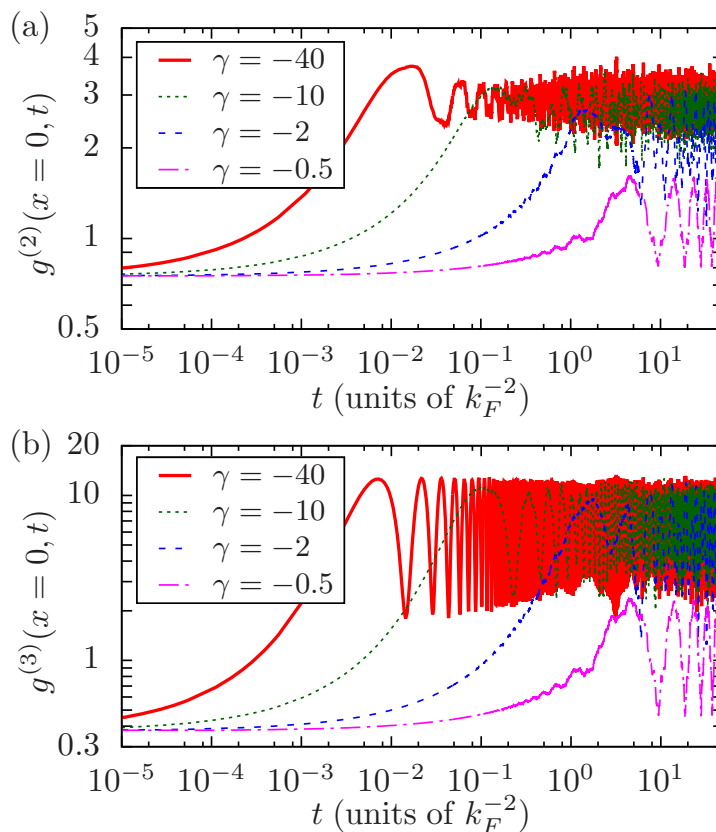 (a)
g^{(2)}(x = 0, t)
5
3
2
1
0.5
γ = −40
γ = −10
γ = −2
γ = −0.5
10^{−5} 10^{−4} 10^{−3} 10^{−2} 10^{−1} 10^{0} 10^{1}
t (units of k_F^{−2})
(b)
g^{(3)}(x = 0, t)
20
10
1
0.3
γ = −40
γ = −10
γ = −2
γ = −0.5
10^{−5} 10^{−4} 10^{−3} 10^{−2} 10^{−1} 10^{0} 10^{1}
t (units of k_F^{−2})